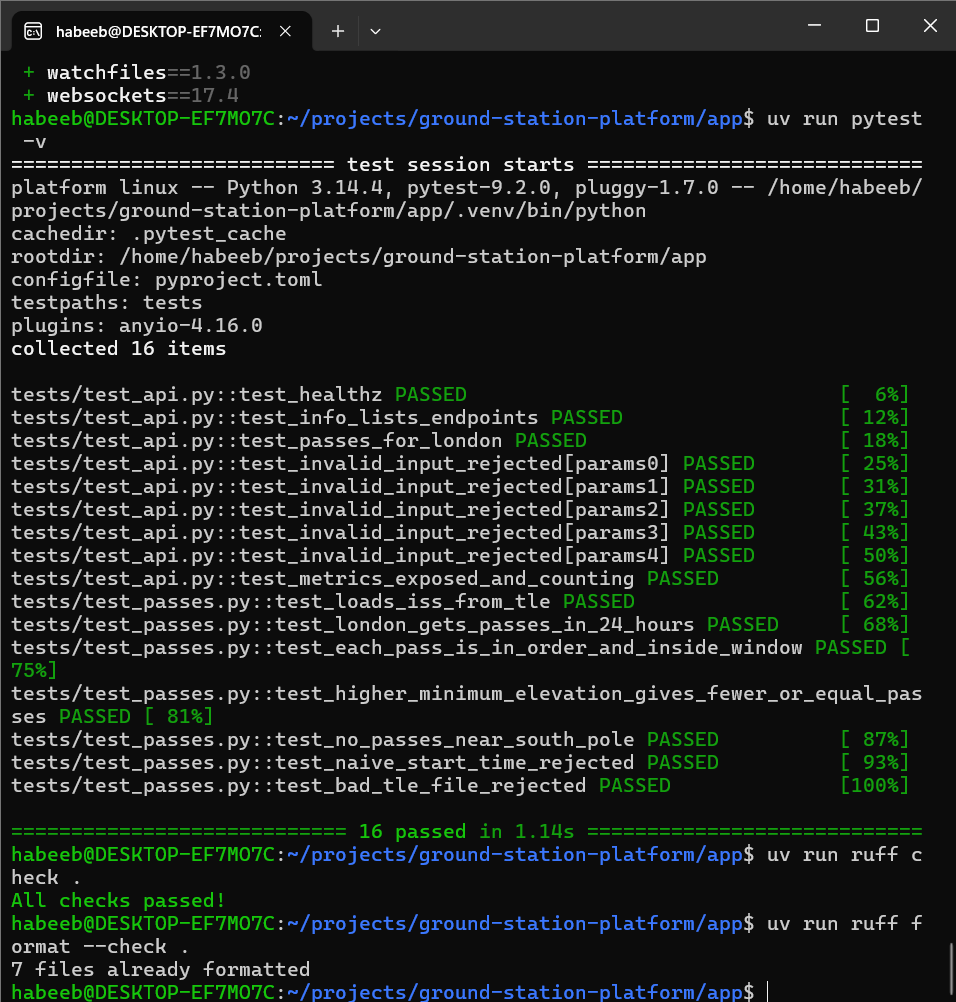 habeeb@DESKTOP-EF7MO7C:
+ watchfiles==1.3.0
+ websockets==17.4
habeeb@DESKTOP-EF7MO7C:~/projects/ground-station-platform/app$ uv run pytest
 -v
=========================== test session starts ============================
platform linux -- Python 3.14.4, pytest-9.2.0, pluggy-1.7.0 -- /home/habeeb/
projects/ground-station-platform/app/.venv/bin/python
cachedir: .pytest_cache
rootdir: /home/habeeb/projects/ground-station-platform/app
configfile: pyproject.toml
testpaths: tests
plugins: anyio-4.16.0
collected 16 items
tests/test_api.py::test_healthz PASSED [  6%]
tests/test_api.py::test_info_lists_endpoints PASSED [ 12%]
tests/test_api.py::test_passes_for_london PASSED [ 18%]
tests/test_api.py::test_invalid_input_rejected[params0] PASSED [ 25%]
tests/test_api.py::test_invalid_input_rejected[params1] PASSED [ 31%]
tests/test_api.py::test_invalid_input_rejected[params2] PASSED [ 37%]
tests/test_api.py::test_invalid_input_rejected[params3] PASSED [ 43%]
tests/test_api.py::test_invalid_input_rejected[params4] PASSED [ 50%]
tests/test_api.py::test_metrics_exposed_and_counting PASSED [ 56%]
tests/test_passes.py::test_loads_iss_from_tle PASSED [ 62%]
tests/test_passes.py::test_london_gets_passes_in_24_hours PASSED [ 68%]
tests/test_passes.py::test_each_pass_is_in_order_and_inside_window PASSED [
75%]
tests/test_passes.py::test_higher_minimum_elevation_gives_fewer_or_equal_pas
ses PASSED [ 81%]
tests/test_passes.py::test_no_passes_near_south_pole PASSED [ 87%]
tests/test_passes.py::test_naive_start_time_rejected PASSED [ 93%]
tests/test_passes.py::test_bad_tle_file_rejected PASSED [100%]
============================ 16 passed in 1.14s ============================
habeeb@DESKTOP-EF7MO7C:~/projects/ground-station-platform/app$ uv run ruff c
heck .
All checks passed!
habeeb@DESKTOP-EF7MO7C:~/projects/ground-station-platform/app$ uv run ruff f
ormat --check .
7 files already formatted
habeeb@DESKTOP-EF7MO7C:~/projects/ground-station-platform/app$